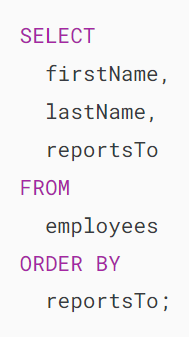 SELECT
firstName,
lastName,
reportsTo
FROM
employees
ORDER BY
reportsTo;